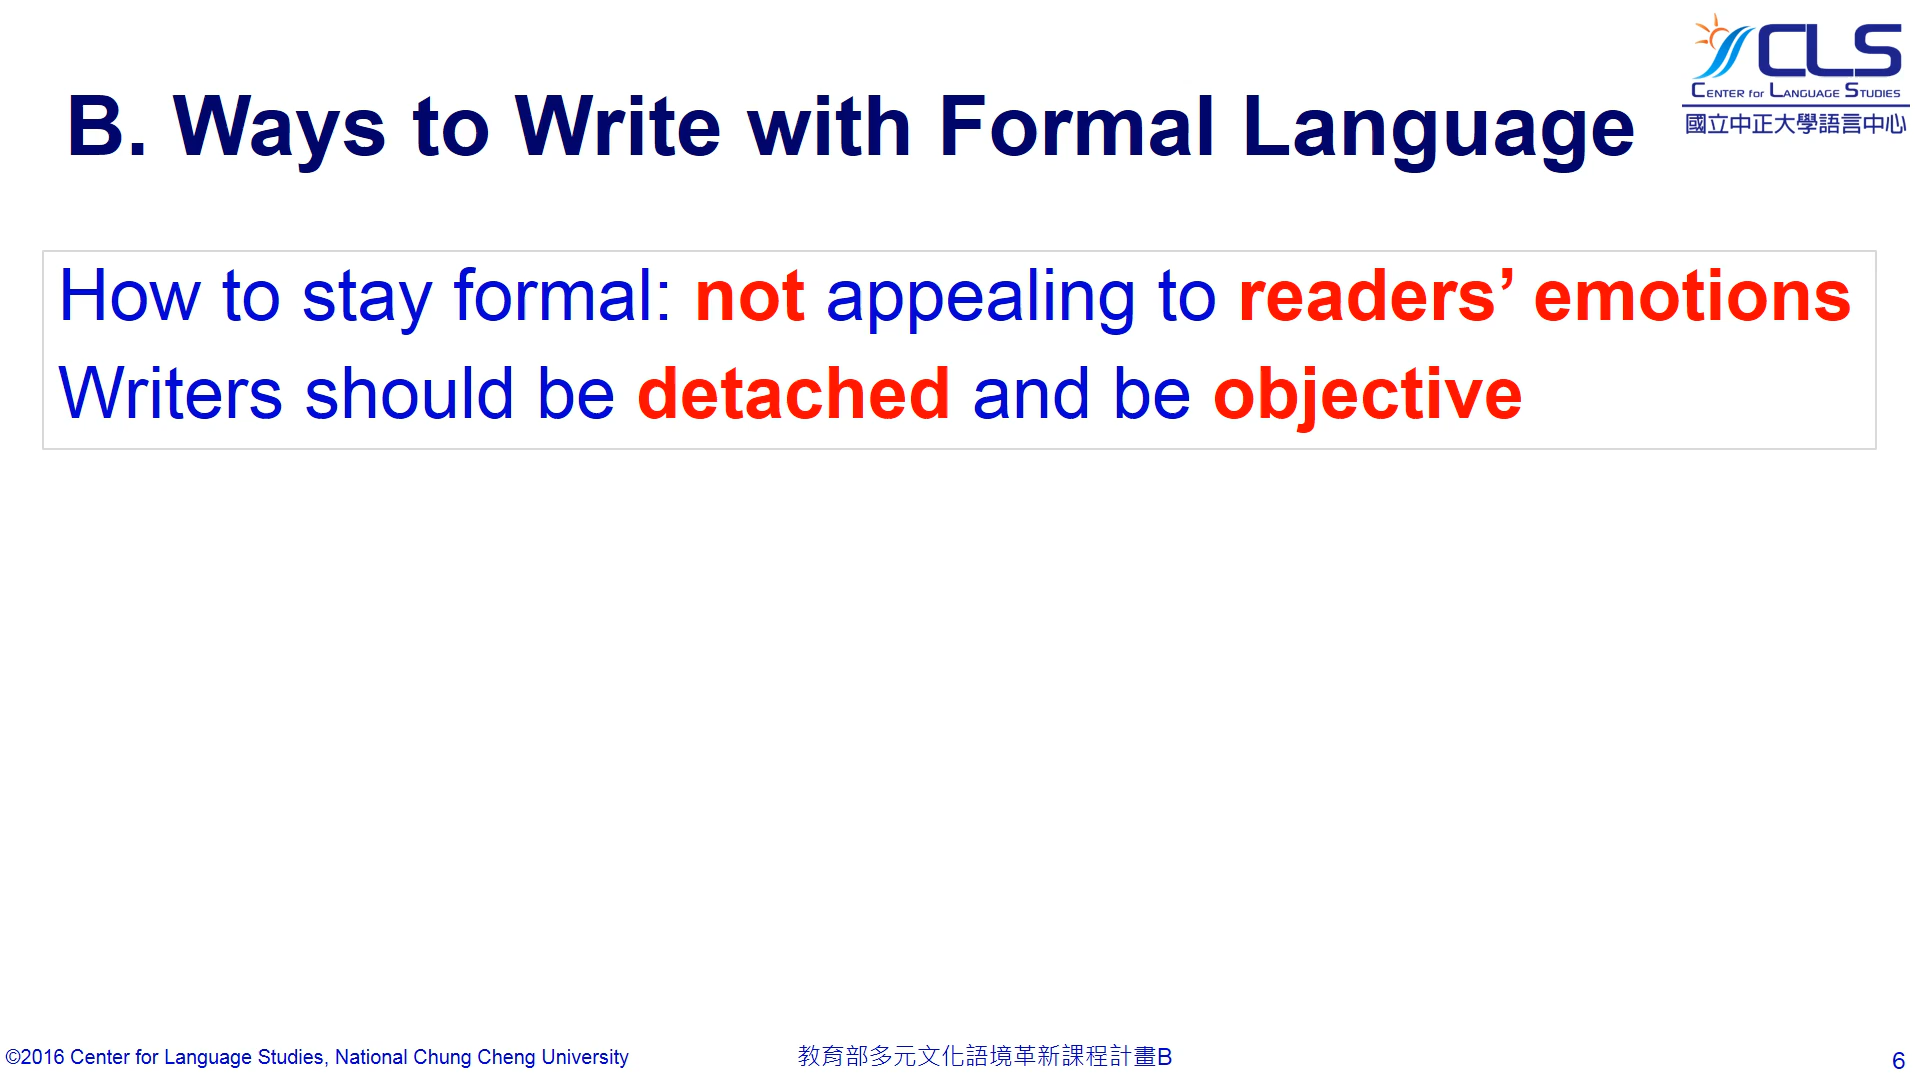 CLS
CENTER for LANGUAGE STUDIES
國立中正大學語言中心
B. Ways to Write with Formal Language
How to stay formal: not appealing to readers’ emotions
Writers should be detached and be objective
©2016 Center for Language Studies, National Chung Cheng University
教育部多元文化語境革新課程計畫B
6